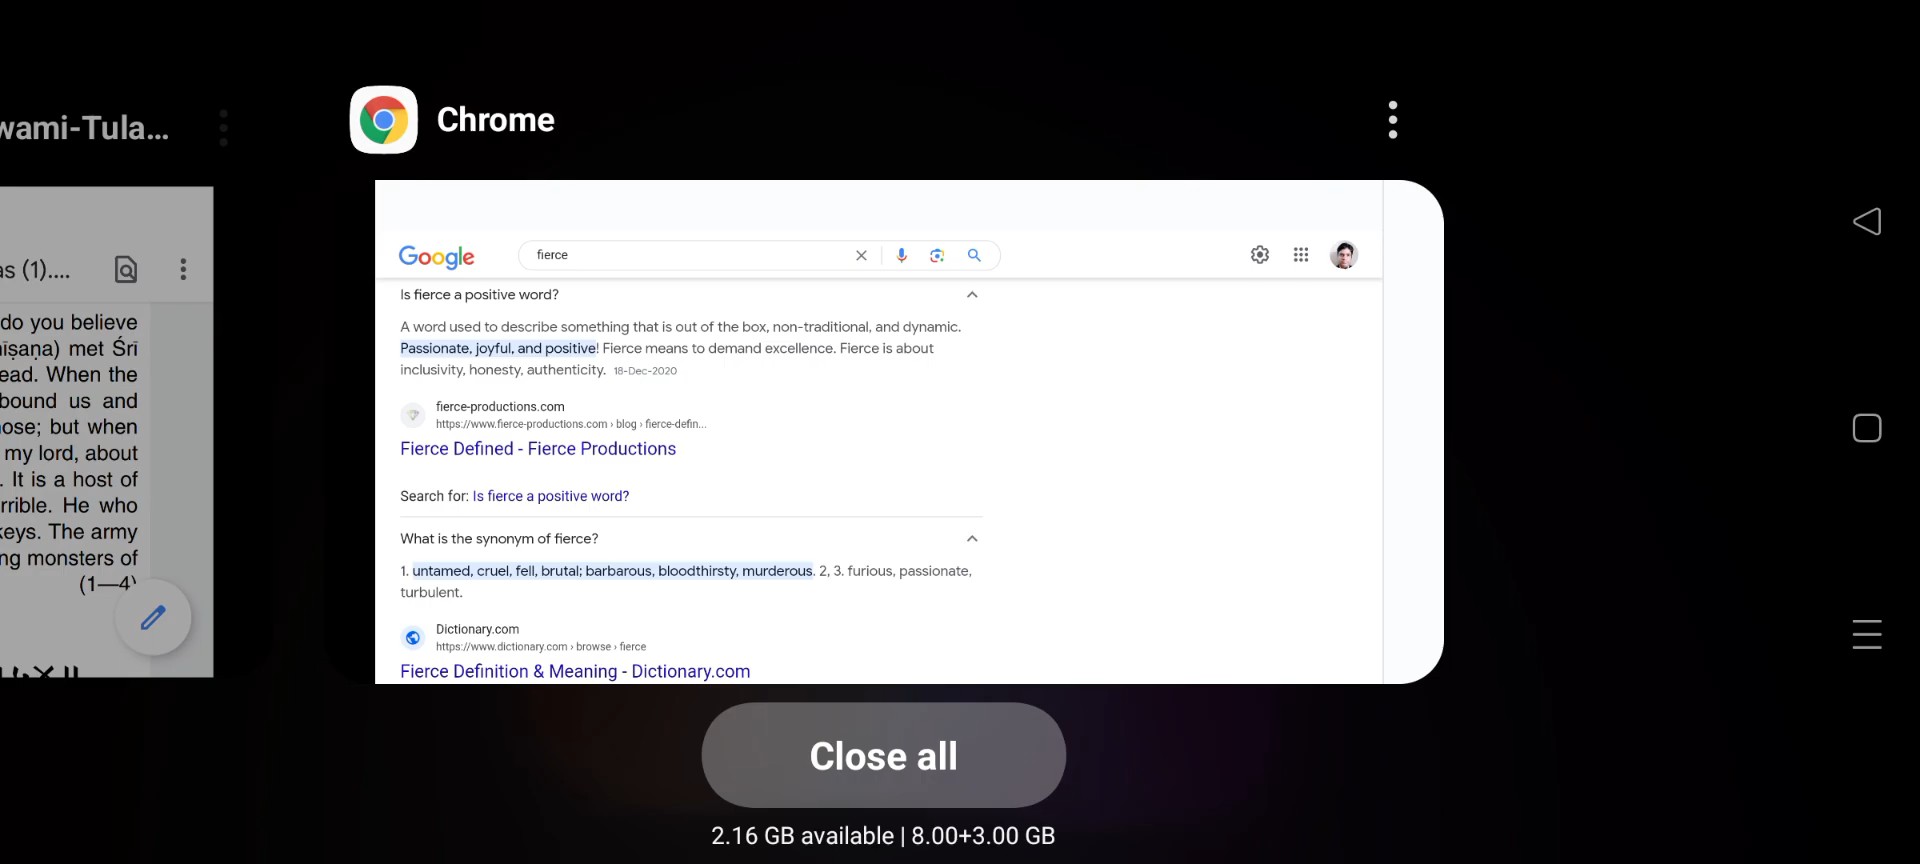 wami-Tula...
as (1)....
do you believe
īṣaṇa) met Śrī
ead. When the
bound us and
ose; but when
my lord, about
. It is a host of
rrible. He who
keys. The army
ng monsters of
(1—4)
Chrome
Google
fierce
Is fierce a positive word?
A word used to describe something that is out of the box, non-traditional, and dynamic.
Passionate, joyful, and positive! Fierce means to demand excellence. Fierce is about
inclusivity, honesty, authenticity. 18-Dec-2020
fierce-productions.com
https://www.fierce-productions.com › blog › fierce-defin...
Fierce Defined - Fierce Productions
Search for: Is fierce a positive word?
What is the synonym of fierce?
1. untamed, cruel, fell, brutal; barbarous, bloodthirsty, murderous. 2, 3. furious, passionate,
turbulent.
Dictionary.com
https://www.dictionary.com › browse › fierce
Fierce Definition & Meaning - Dictionary.com
Close all
2.16 GB available | 8.00+3.00 GB